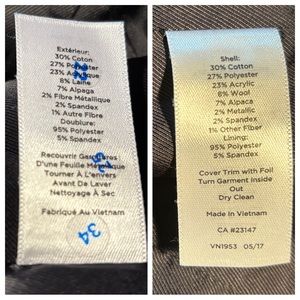 Extérieur:
30% Coton
27% Polyester
23% Acrylique
8% Laine
7% Alpaga
2% Fibre Métallique
2% Spandex
1% Autre Fibre
Doublure:
95% Polyester
5% Spandex
Recouvrir Garnitures
D'une Feuille Métallique
Tourner À L'envers
Avant De Laver
Nettoyage À Sec
Fabriqué Au Vietnam
34
Shell:
30% Cotton
27% Polyester
23% Acrylic
8% Wool
7% Alpaca
2% Metallic
2% Spandex
1% Other Fiber
Lining:
95% Polyester
5% Spandex
Cover Trim with Foil
Turn Garment Inside
Out
Dry Clean
Made In Vietnam
CA #23147
VN1953 05/17